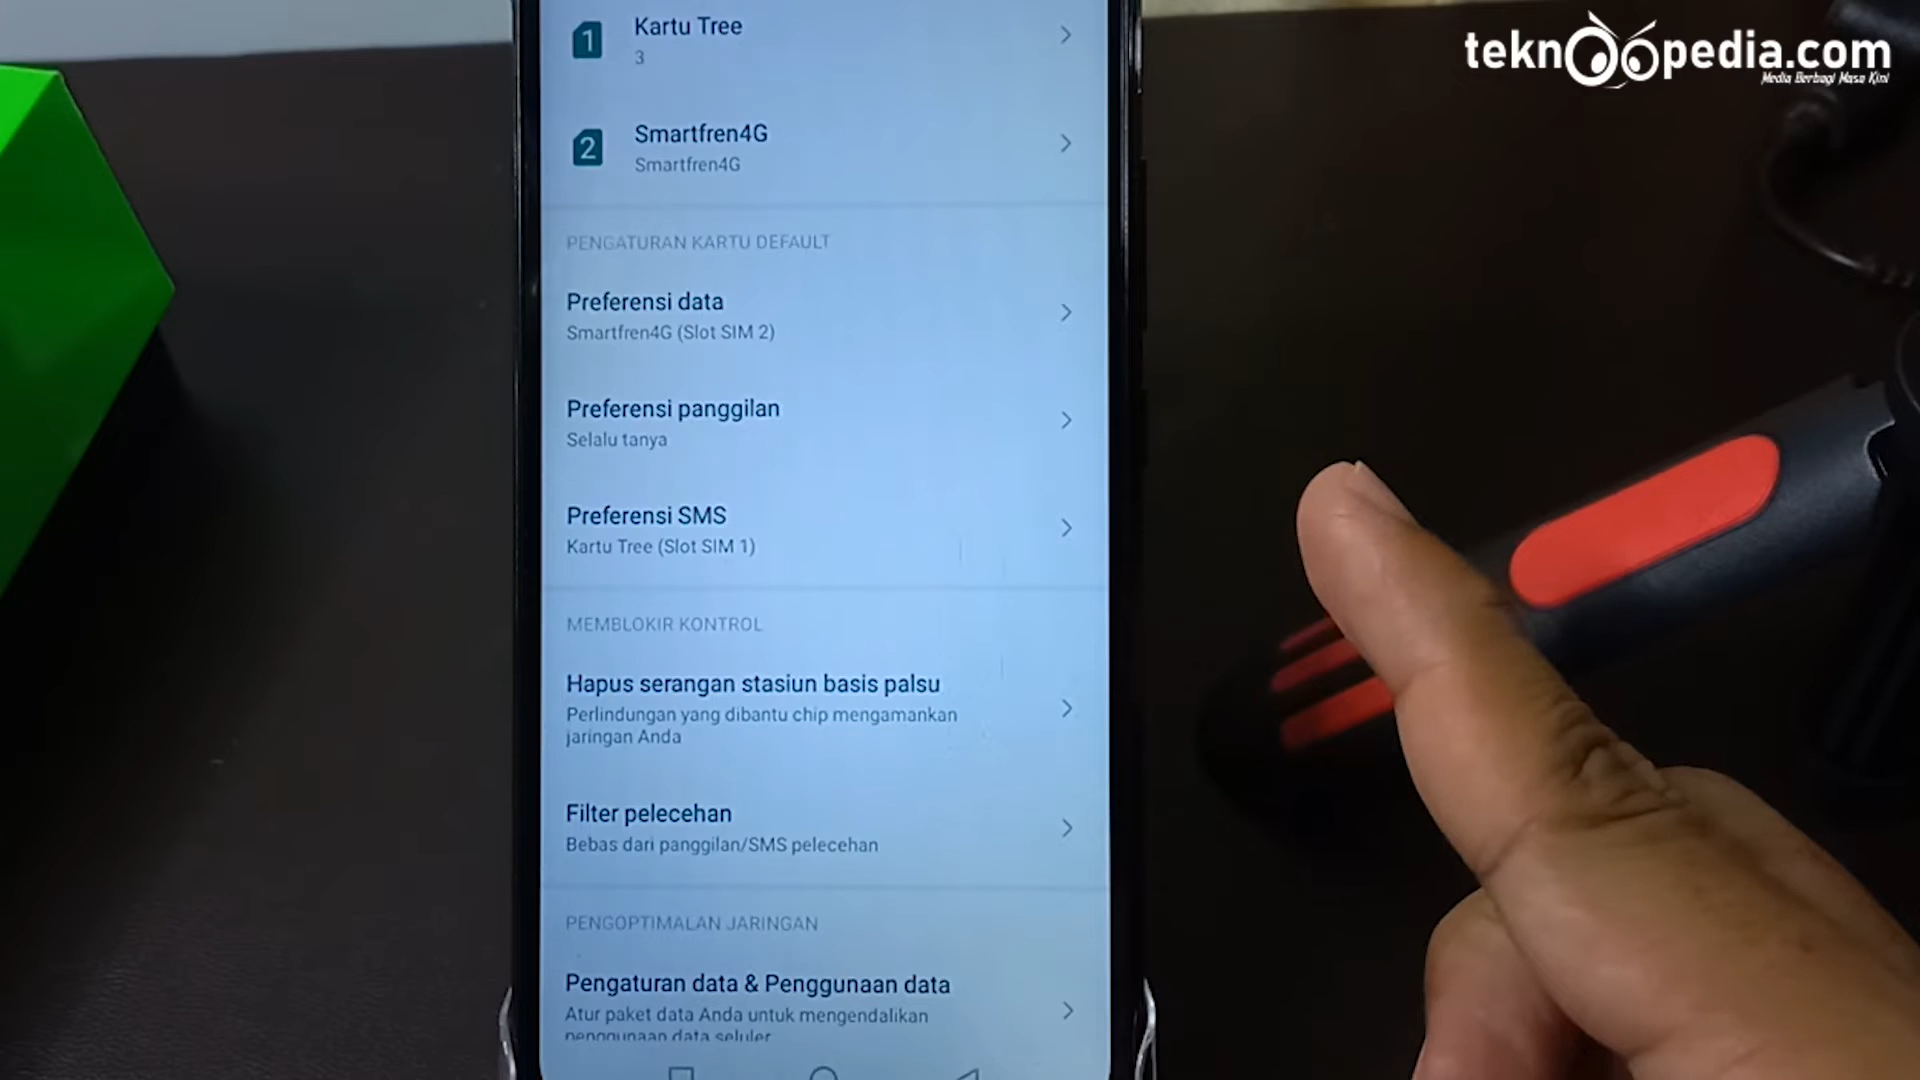 teknoopedia.com
Media Berbagi Masa Kini
1
Kartu Tree
3
2
Smartfren4G
Smartfren4G
PENGATURAN KARTU DEFAULT
Preferensi data
Smartfren4G (Slot SIM 2)
Preferensi panggilan
Selalu tanya
Preferensi SMS
Kartu Tree (Slot SIM 1)
MEMBLOKIR KONTROL
Hapus serangan stasiun basis palsu
Perlindungan yang dibantu chip mengamankan
jaringan Anda
Filter pelecehan
Bebas dari panggilan/SMS pelecehan
PENGOPTIMALAN JARINGAN
Pengaturan data & Penggunaan data
Atur paket data Anda untuk mengendalikan
penggunaan data seluler